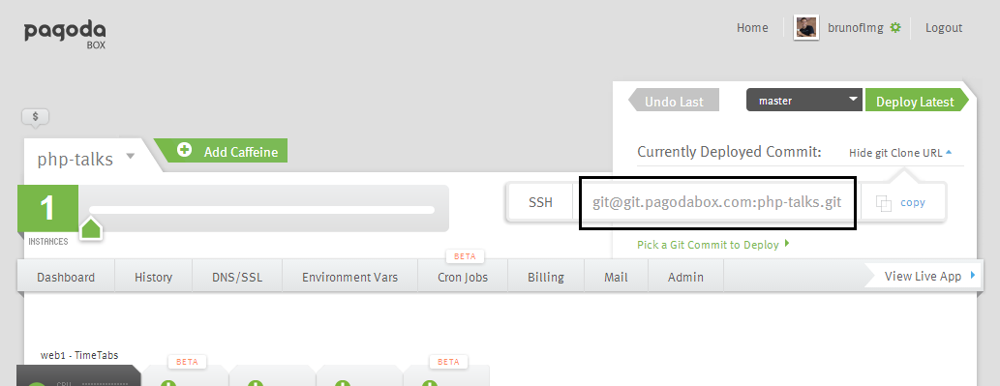 pagoda
BOX
Home
brunoflmg
Logout
Undo Last
master
Deploy Latest
$
php-talks
Add Caffeine
Currently Deployed Commit:
Hide git Clone URL
1
INSTANCES
SSH
git@git.pagodabox.com:php-talks.git
copy
Pick a Git Commit to Deploy
BETA
Dashboard
History
DNS/SSL
Environment Vars
Cron Jobs
Billing
Mail
Admin
View Live App
web1 - TimeTabs
BETA
BETA
CPU